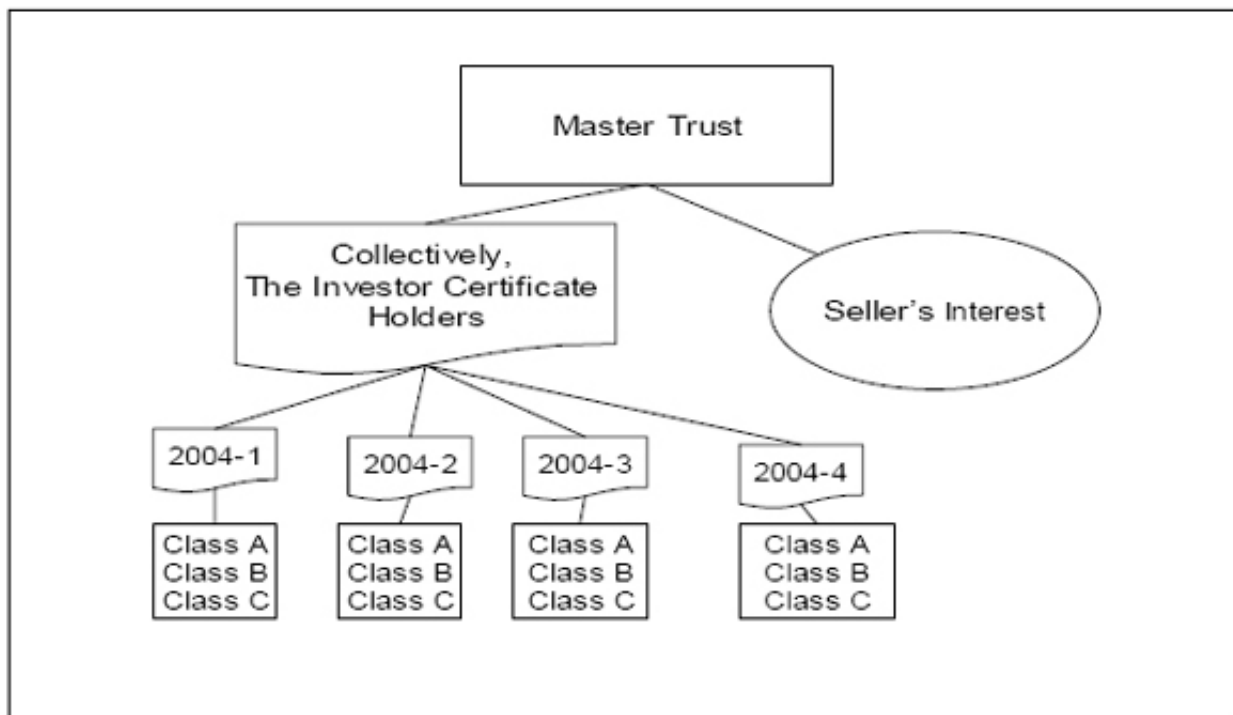 Master Trust
Collectively,
The Investor Certificate
Holders
Seller's Interest
2004-1
2004-2
2004-3
2004-4
Class A
Class B
Class C
Class A
Class B
Class C
Class A
Class B
Class C
Class A
Class B
Class C